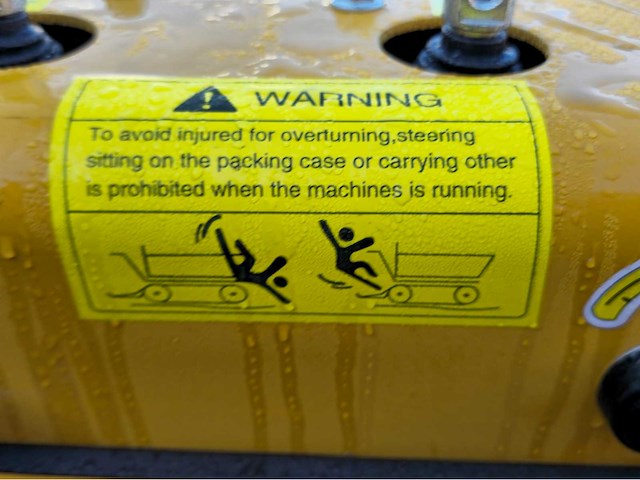 WARNING
To avoid injured for overturning,steering
sitting on the packing case or carrying other
is prohibited when the machines is running.